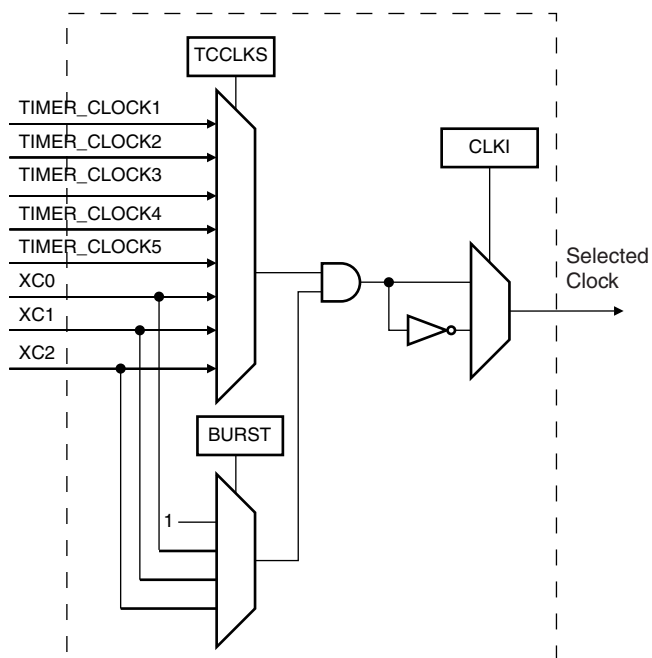 TCCLKS
TIMER_CLOCK1
TIMER_CLOCK2
TIMER_CLOCK3
TIMER_CLOCK4
TIMER_CLOCK5
XC0
XC1
XC2
CLKI
Selected
Clock
BURST
1